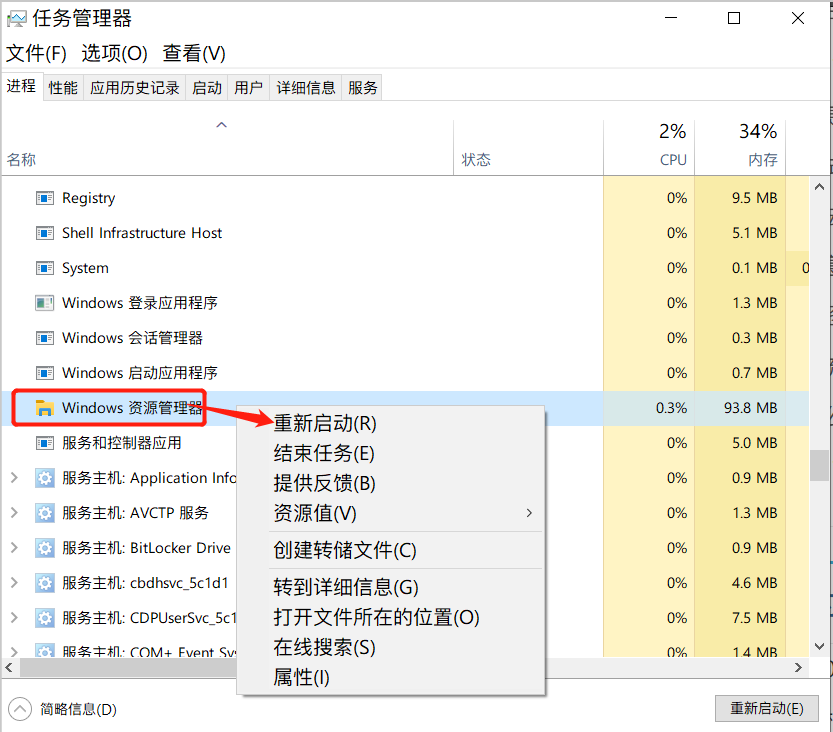 任务管理器
文件(F) 选项(O) 查看(V)
进程 性能 应用历史记录 启动 用户 详细信息 服务
2% 34%
名称 状态 CPU 内存
Registry 0% 9.5 MB
Shell Infrastructure Host 0% 5.1 MB
System 0% 0.1 MB 0
Windows 登录应用程序 0% 1.3 MB
Windows 会话管理器 0% 0.3 MB
Windows 启动应用程序 0% 0.7 MB
Windows 资源管理器 0.3% 93.8 MB
服务和控制器应用 0% 5.0 MB
服务主机: Application Info 0% 0.9 MB
服务主机: AVCTP 服务 0% 1.3 MB
服务主机: BitLocker Drive 0% 0.9 MB
服务主机: cbdhsvc_5c1d1 0% 4.6 MB
服务主机: CDPUserSvc_5c1 0% 7.5 MB
服务主机: COM+ Event Sys 0% 1.4 MB
重新启动(R)
结束任务(E)
提供反馈(B)
资源值(V)
创建转储文件(C)
转到详细信息(G)
打开文件所在的位置(O)
在线搜索(S)
属性(I)
简略信息(D) 重新启动(E)